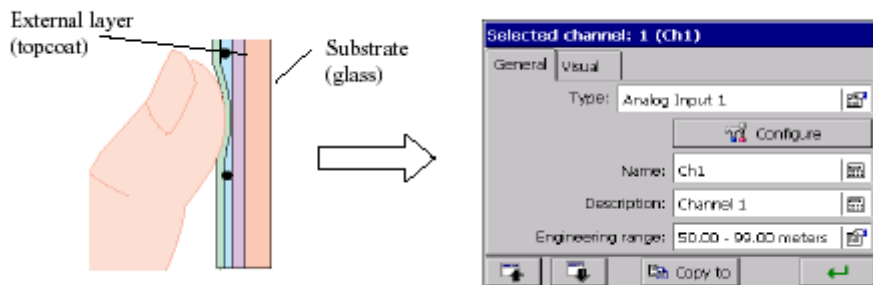 External layer
(topcoat)
Substrate
(glass)
Selected channel: 1 (Ch1)
General Visual
Type: Analog Input 1
Configure
Name: Ch1
Description: Channel 1
Engineering range: 50.00 - 99.00 meters
Copy to